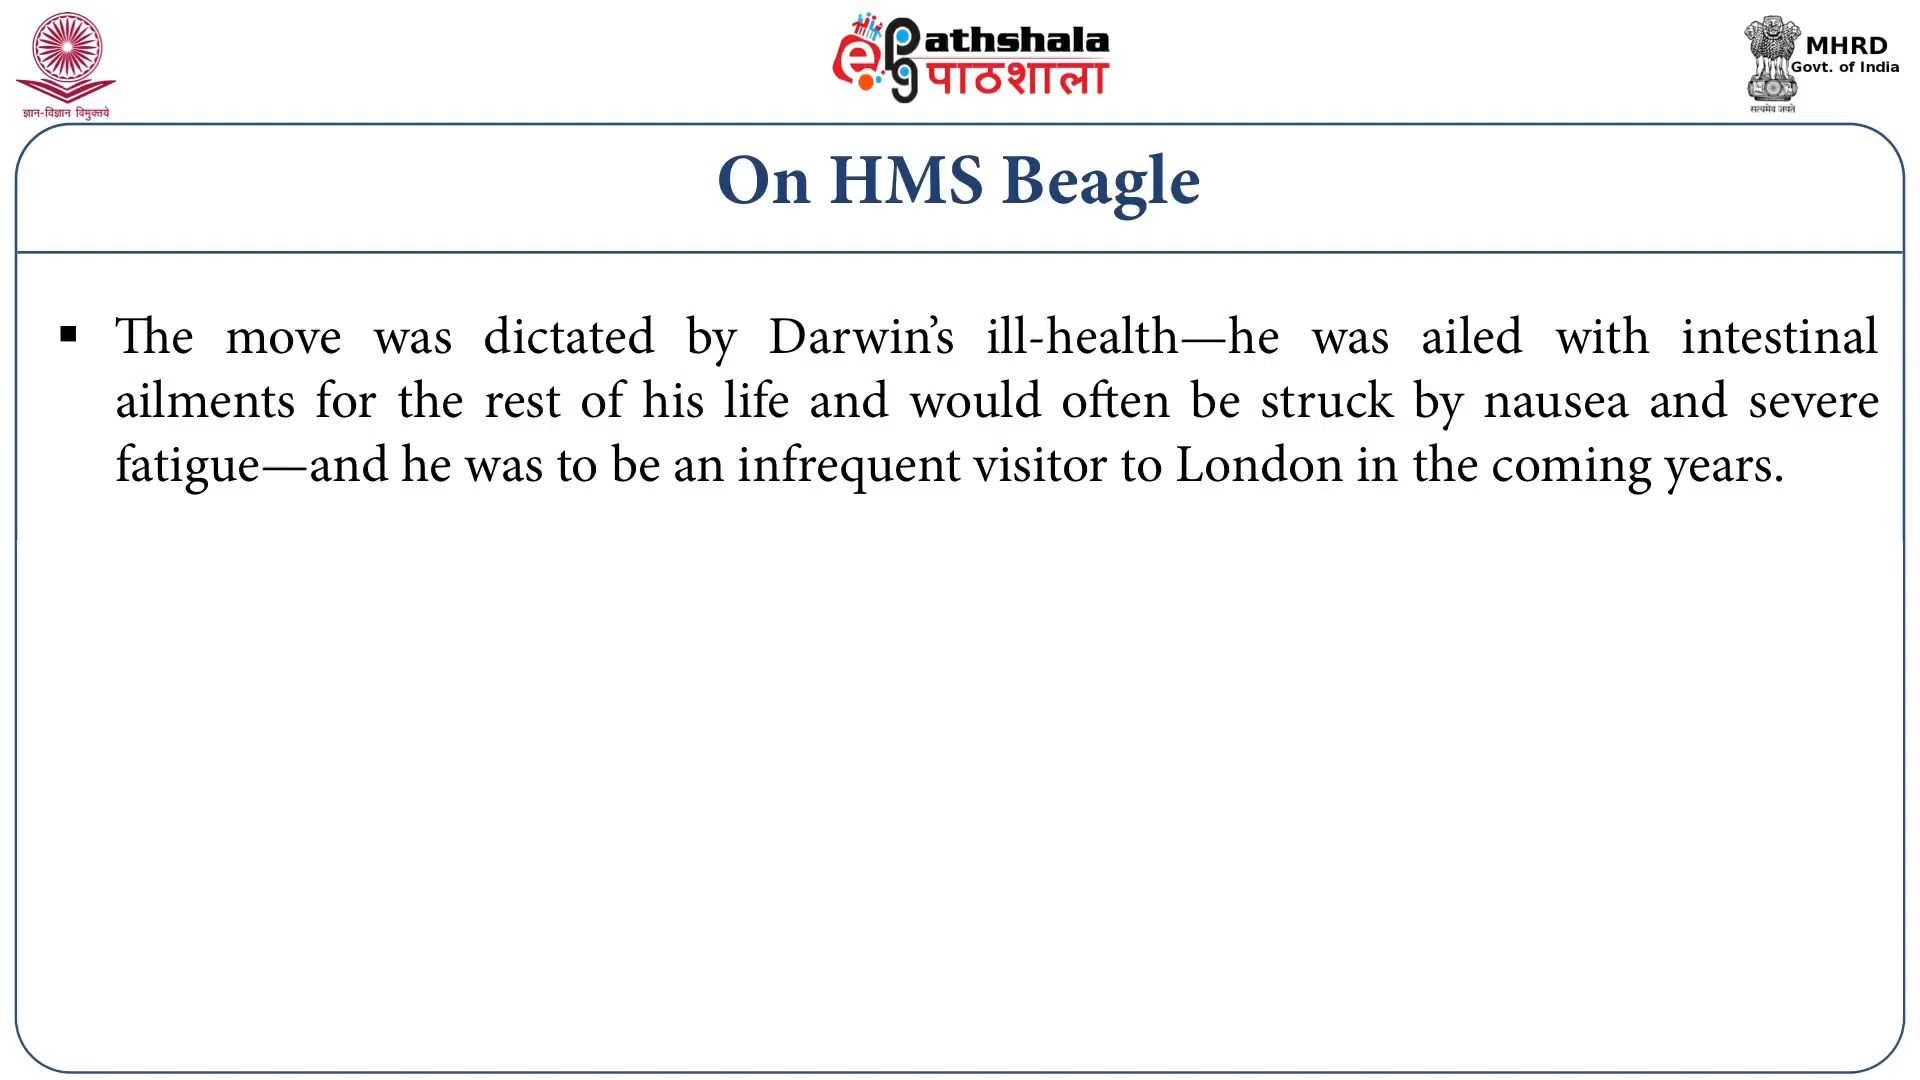 ज्ञान-विज्ञान विमुक्तये
ePG Pathshala
पाठशाला
MHRD
Govt. of India
सत्यमेव जयते
On HMS Beagle
▪ The move was dictated by Darwin’s ill-health—he was ailed with intestinal
ailments for the rest of his life and would often be struck by nausea and severe
fatigue—and he was to be an infrequent visitor to London in the coming years.